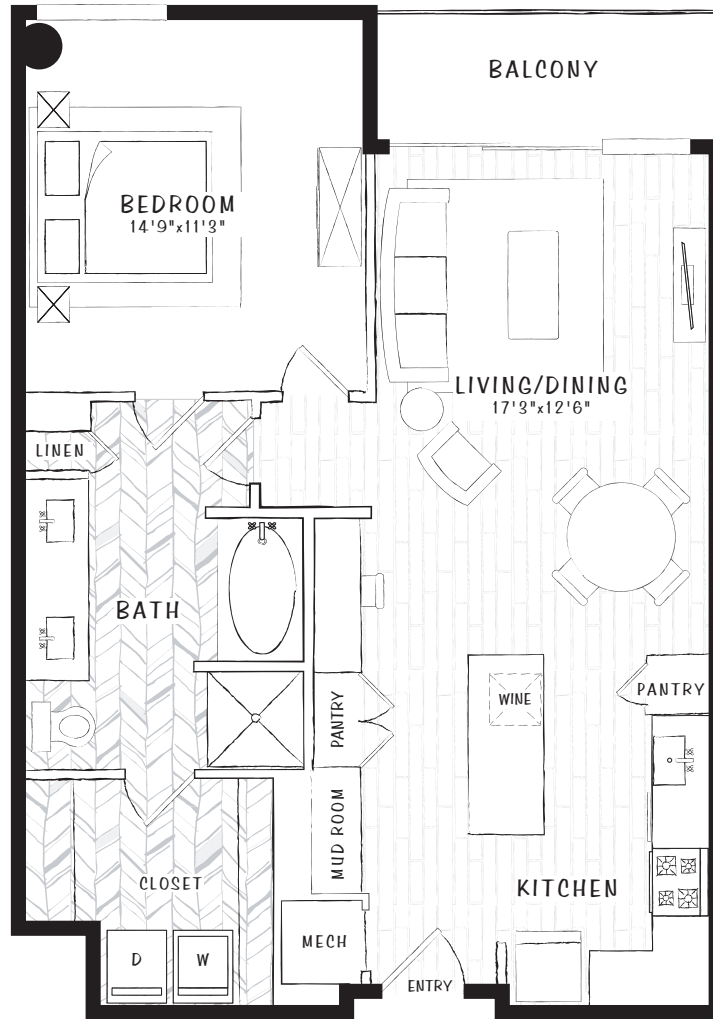 BALCONY
BEDROOM
14'9"x11'3"
LIVING/DINING
17'3"x12'6"
LINEN
BATH
PANTRY
WINE
PANTRY
MUD ROOM
CLOSET
KITCHEN
MECH
D
W
ENTRY